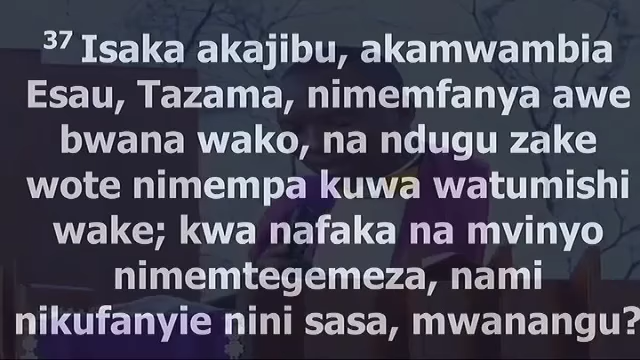 37 Isaka akajibu, akamwambia
Esau, Tazama, nimemfanya awe
bwana wako, na ndugu zake
wote nimempa kuwa watumishi
wake; kwa nafaka na mvinyo
nimemtegemeza, nami
nikufanyie nini sasa, mwanangu?